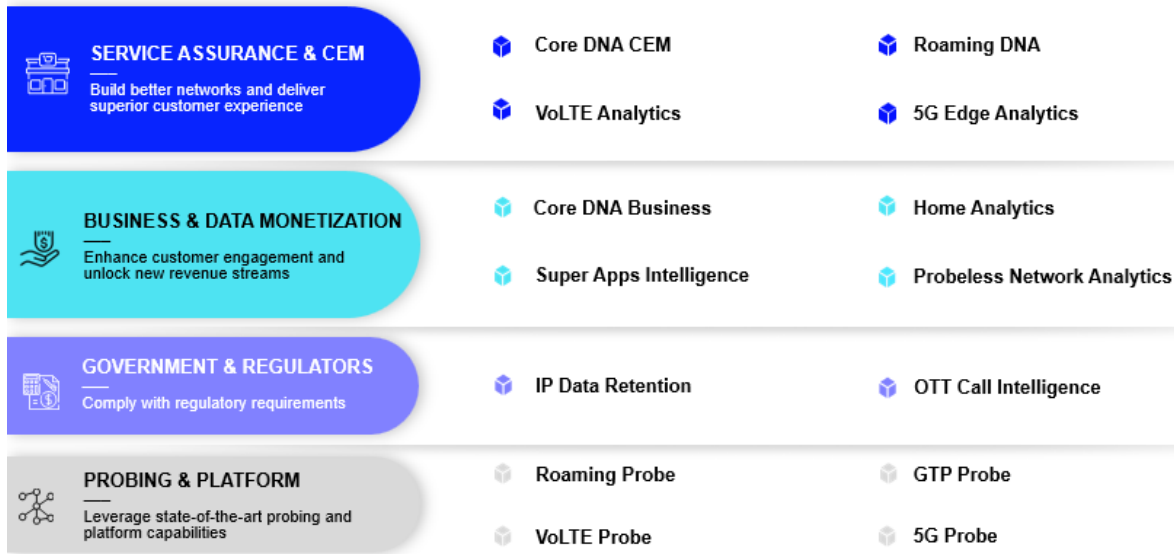 SERVICE ASSURANCE & CEM
Build better networks and deliver
superior customer experience
Core DNA CEM
Roaming DNA
VoLTE Analytics
5G Edge Analytics
BUSINESS & DATA MONETIZATION
Enhance customer engagement and
unlock new revenue streams
Core DNA Business
Home Analytics
Super Apps Intelligence
Probeless Network Analytics
GOVERNMENT & REGULATORS
Comply with regulatory requirements
IP Data Retention
OTT Call Intelligence
PROBING & PLATFORM
Leverage state-of-the-art probing and
platform capabilities
Roaming Probe
GTP Probe
VoLTE Probe
5G Probe